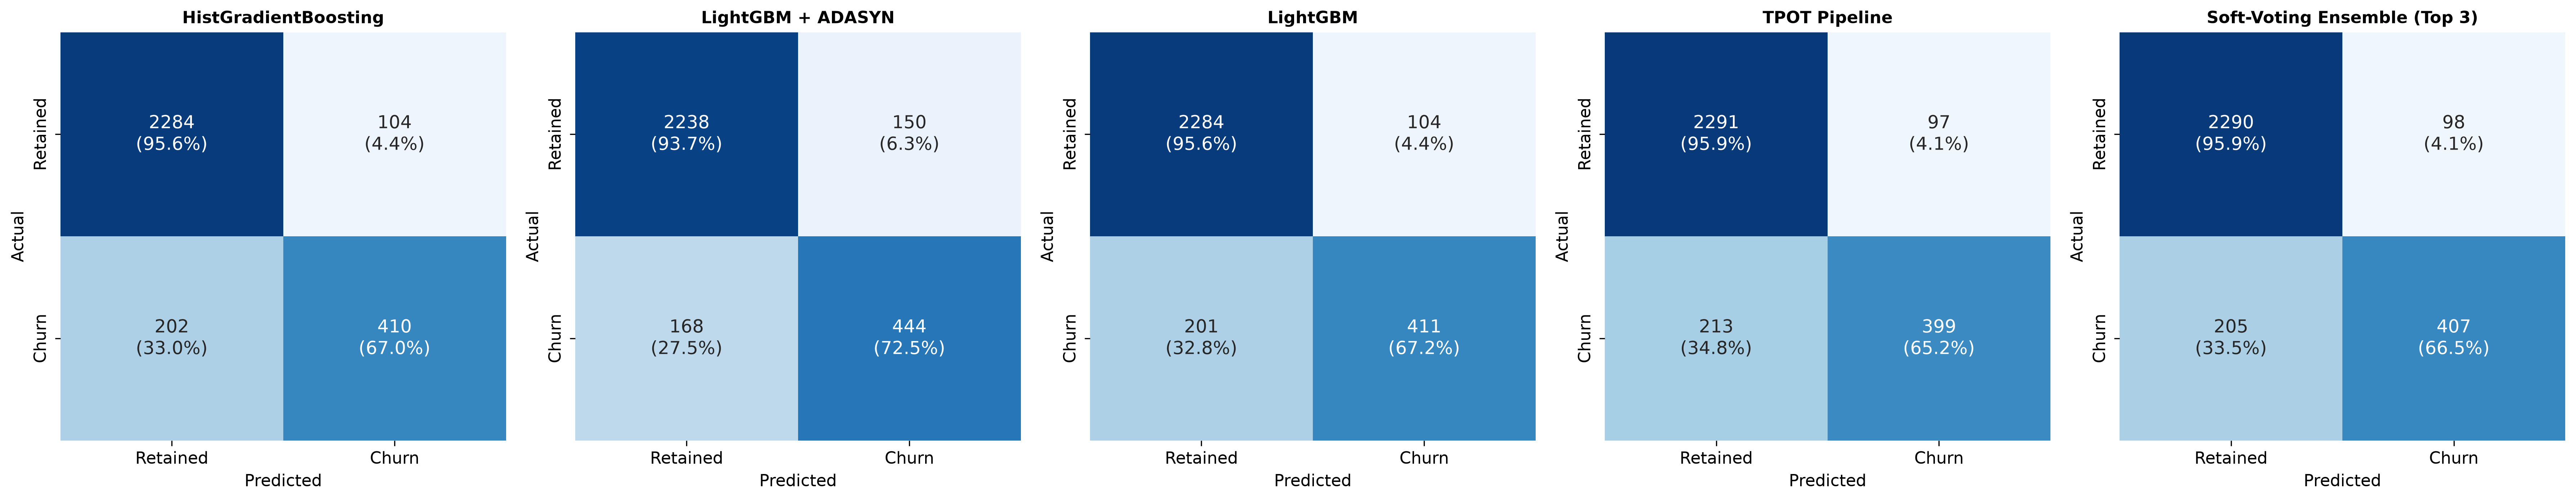 HistGradientBoosting
Actual
Retained
Churn
2284
(95.6%)
104
(4.4%)
202
(33.0%)
410
(67.0%)
Retained
Churn
Predicted
LightGBM + ADASYN
Actual
Retained
Churn
2238
(93.7%)
150
(6.3%)
168
(27.5%)
444
(72.5%)
Retained
Churn
Predicted
LightGBM
Actual
Retained
Churn
2284
(95.6%)
104
(4.4%)
201
(32.8%)
411
(67.2%)
Retained
Churn
Predicted
TPOT Pipeline
Actual
Retained
Churn
2291
(95.9%)
97
(4.1%)
213
(34.8%)
399
(65.2%)
Retained
Churn
Predicted
Soft-Voting Ensemble (Top 3)
Actual
Retained
Churn
2290
(95.9%)
98
(4.1%)
205
(33.5%)
407
(66.5%)
Retained
Churn
Predicted